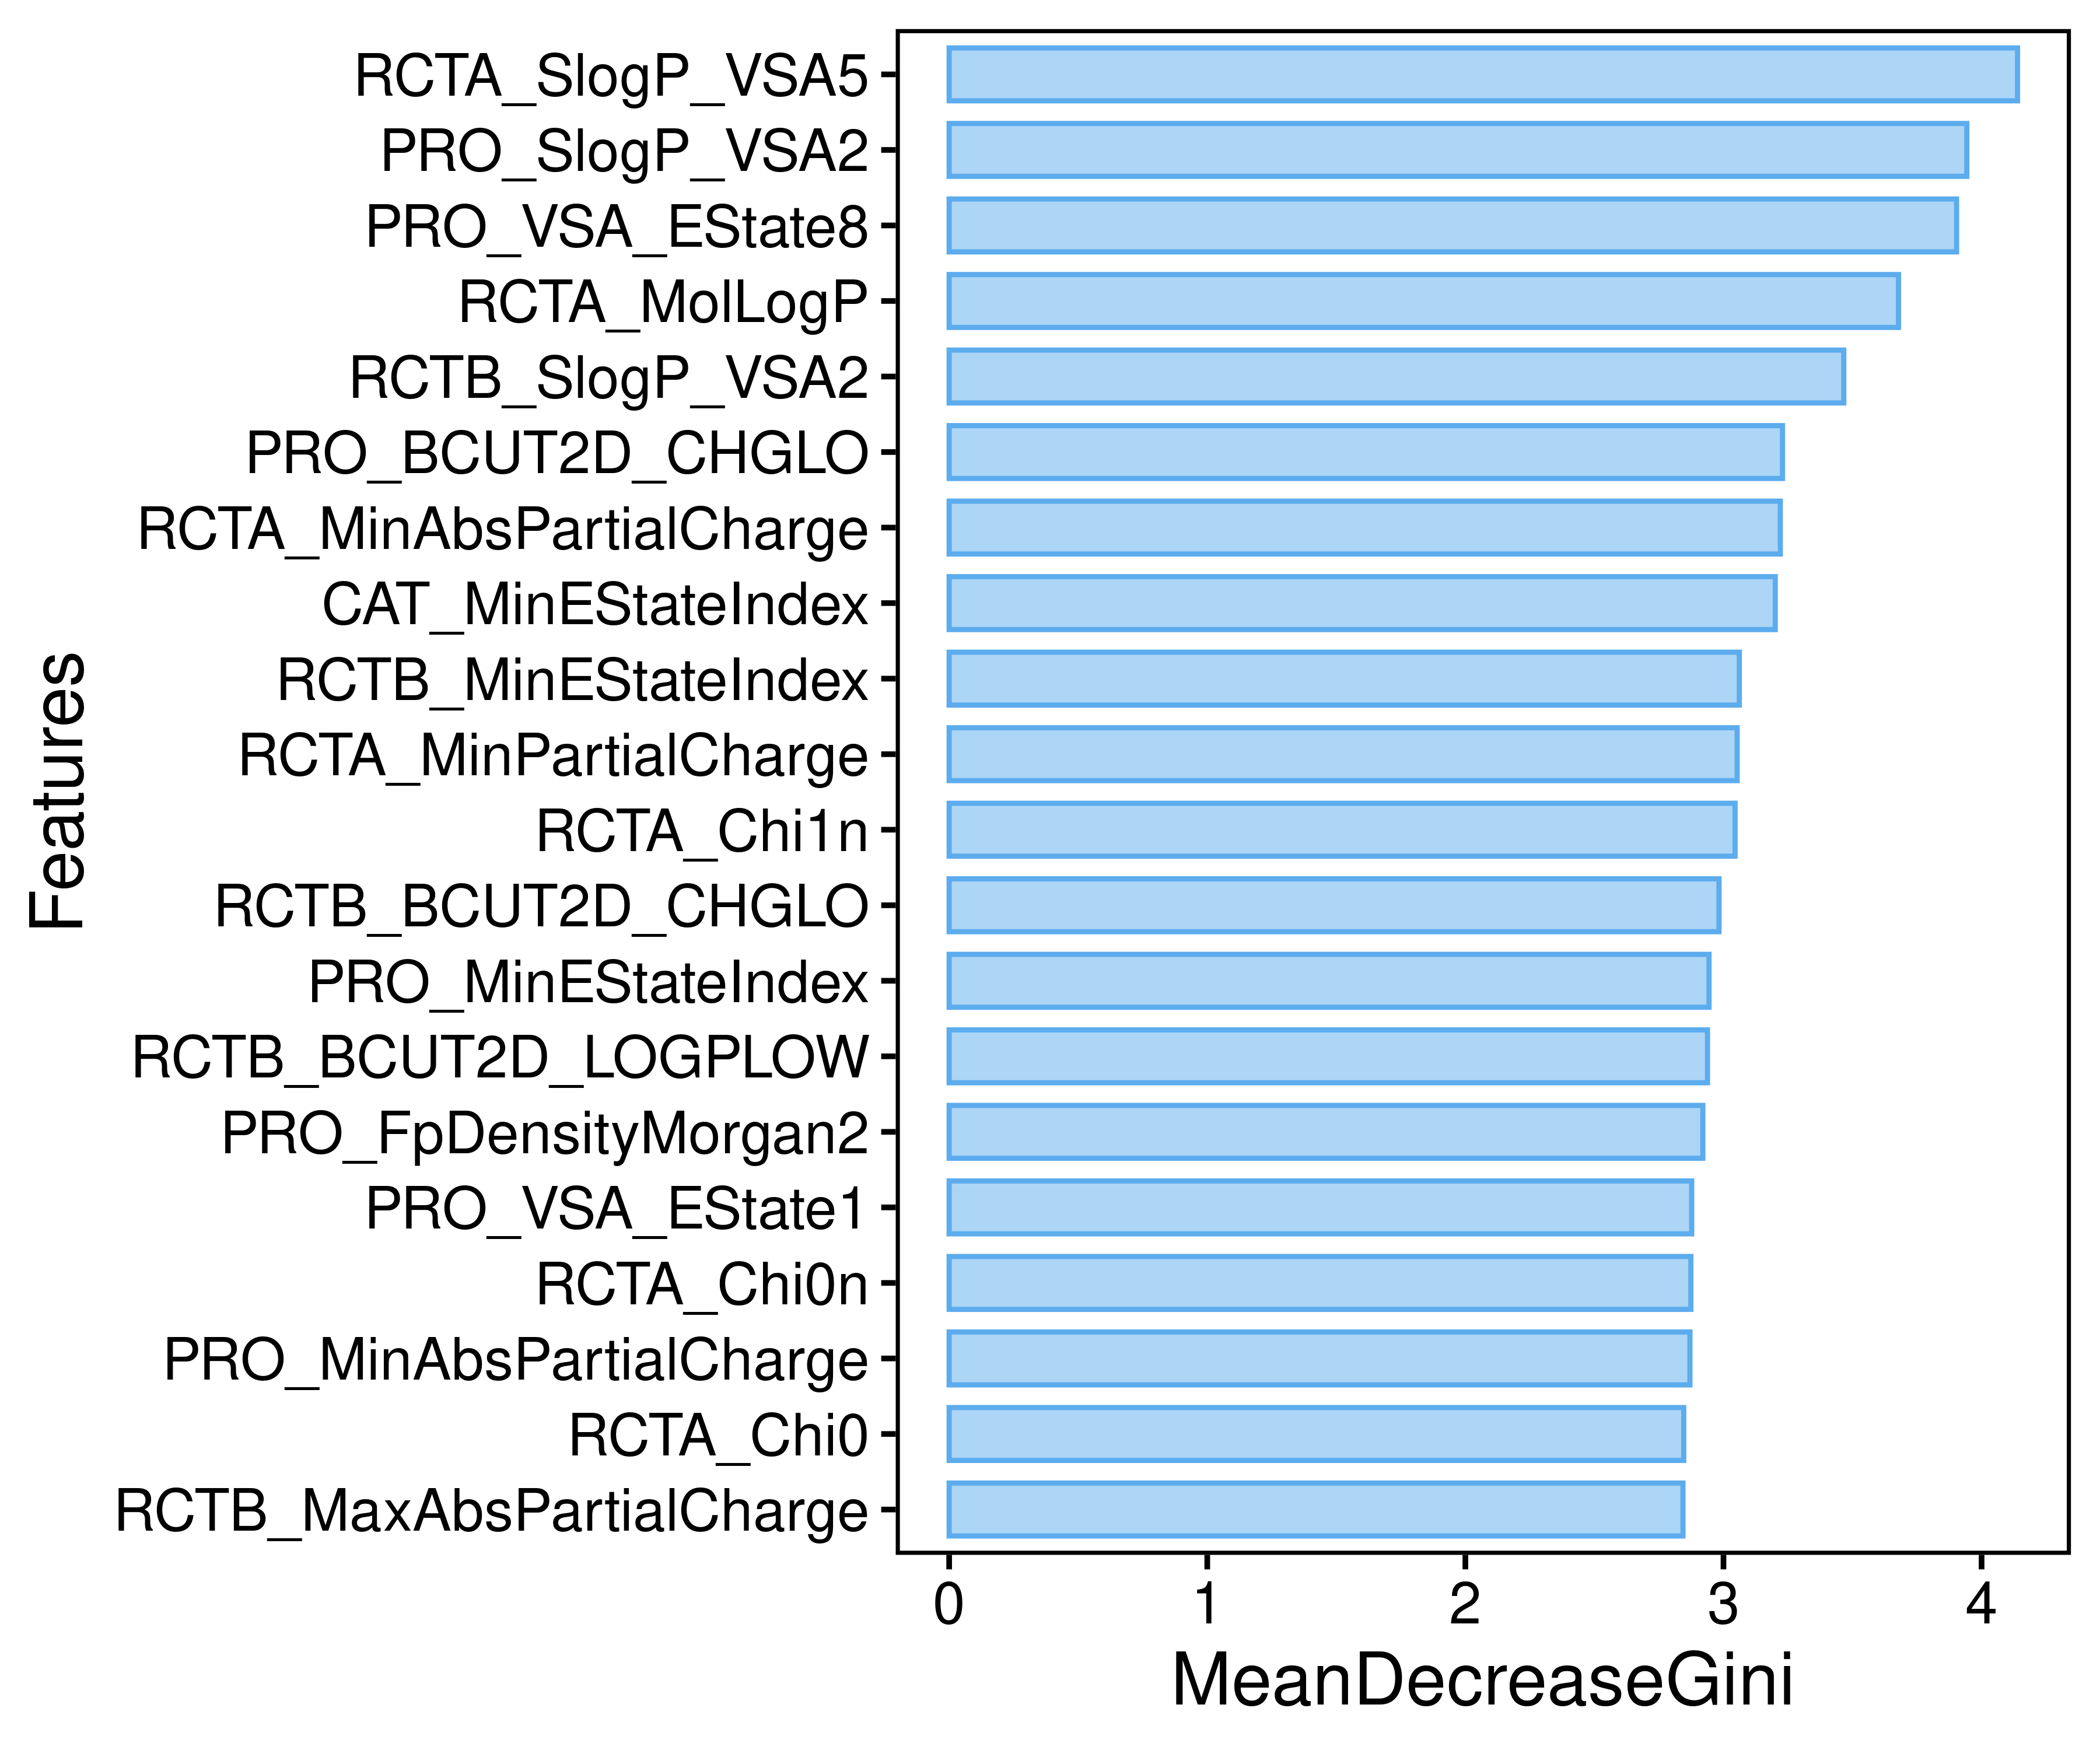 Features
RCTA_SlogP_VSA5
PRO_SlogP_VSA2
PRO_VSA_EState8
RCTA_MolLogP
RCTB_SlogP_VSA2
PRO_BCUT2D_CHGLO
RCTA_MinAbsPartialCharge
CAT_MinEStateIndex
RCTB_MinEStateIndex
RCTA_MinPartialCharge
RCTA_Chi1n
RCTB_BCUT2D_CHGLO
PRO_MinEStateIndex
RCTB_BCUT2D_LOGPLOW
PRO_FpDensityMorgan2
PRO_VSA_EState1
RCTA_Chi0n
PRO_MinAbsPartialCharge
RCTA_Chi0
RCTB_MaxAbsPartialCharge
0 1 2 3 4
MeanDecreaseGini